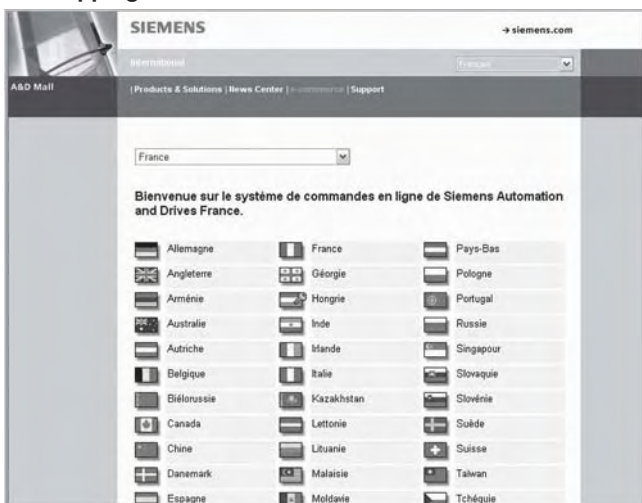 SIEMENS
→ siemens.com
International
Français
A&D Mall
| Products & Solutions | News Center | e-commerce | Support
France
Bienvenue sur le système de commandes en ligne de Siemens Automation
and Drives France.
Allemagne France Pays-Bas
Angleterre Géorgie Pologne
Arménie Hongrie Portugal
Australie Inde Russie
Autriche Irlande Singapour
Belgique Italie Slovaquie
Biélorussie Kazakhstan Slovénie
Canada Lettonie Suède
Chine Lituanie Suisse
Danemark Malaisie Taïwan
Espagne Moldavie Tchéquie